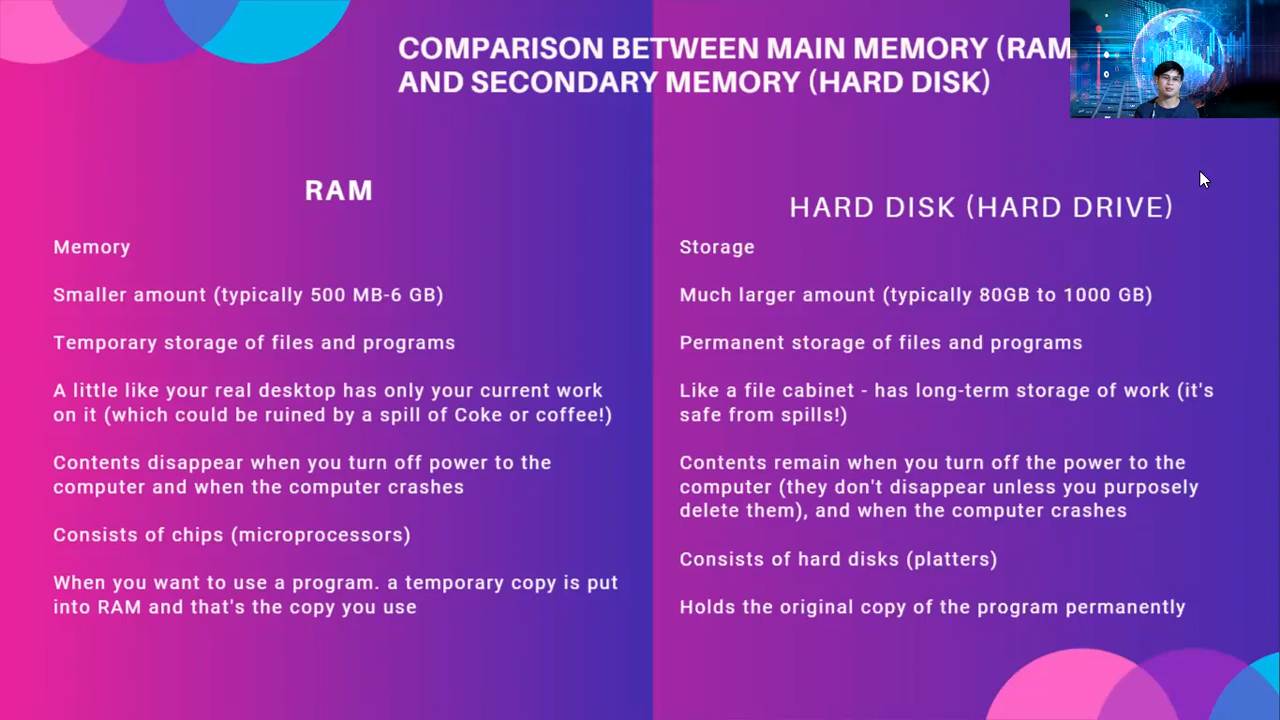 COMPARISON BETWEEN MAIN MEMORY (RAM
AND SECONDARY MEMORY (HARD DISK)
RAM
Memory
Smaller amount (typically 500 MB-6 GB)
Temporary storage of files and programs
A little like your real desktop has only your current work
on it (which could be ruined by a spill of Coke or coffee!)
Contents disappear when you turn off power to the
computer and when the computer crashes
Consists of chips (microprocessors)
When you want to use a program. a temporary copy is put
into RAM and that's the copy you use
HARD DISK (HARD DRIVE)
Storage
Much larger amount (typically 80GB to 1000 GB)
Permanent storage of files and programs
Like a file cabinet - has long-term storage of work (it's
safe from spills!)
Contents remain when you turn off the power to the
computer (they don't disappear unless you purposely
delete them), and when the computer crashes
Consists of hard disks (platters)
Holds the original copy of the program permanently